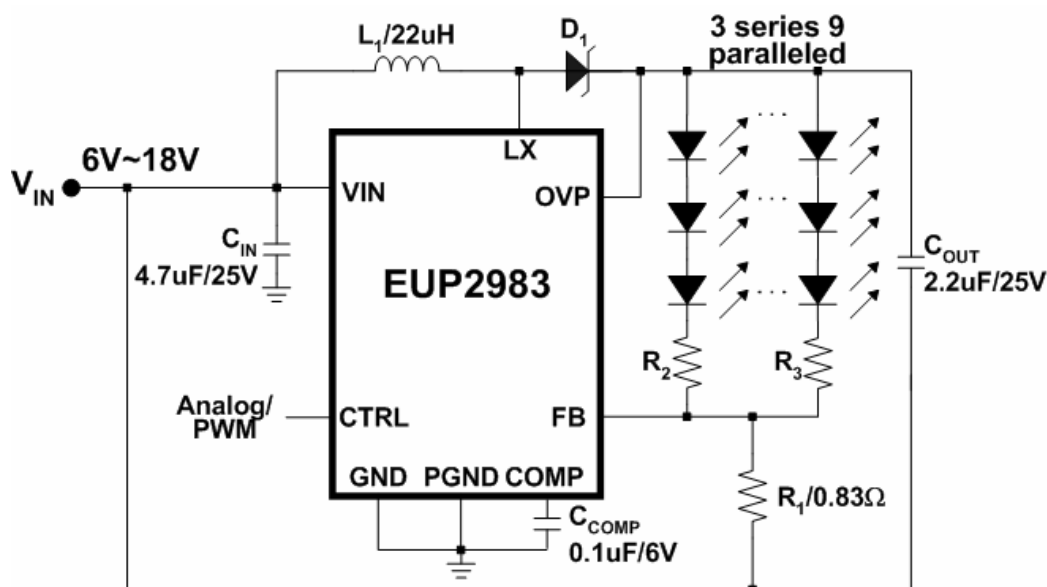 L1/22uH
D1
3 series 9
paralleled
LX
6V~18V
VIN
VIN
OVP
CIN
4.7uF/25V
EUP2983
COUT
2.2uF/25V
R2
R3
Analog/
PWM
CTRL
FB
GND PGND COMP
R1/0.83Ω
CCOMP
0.1uF/6V